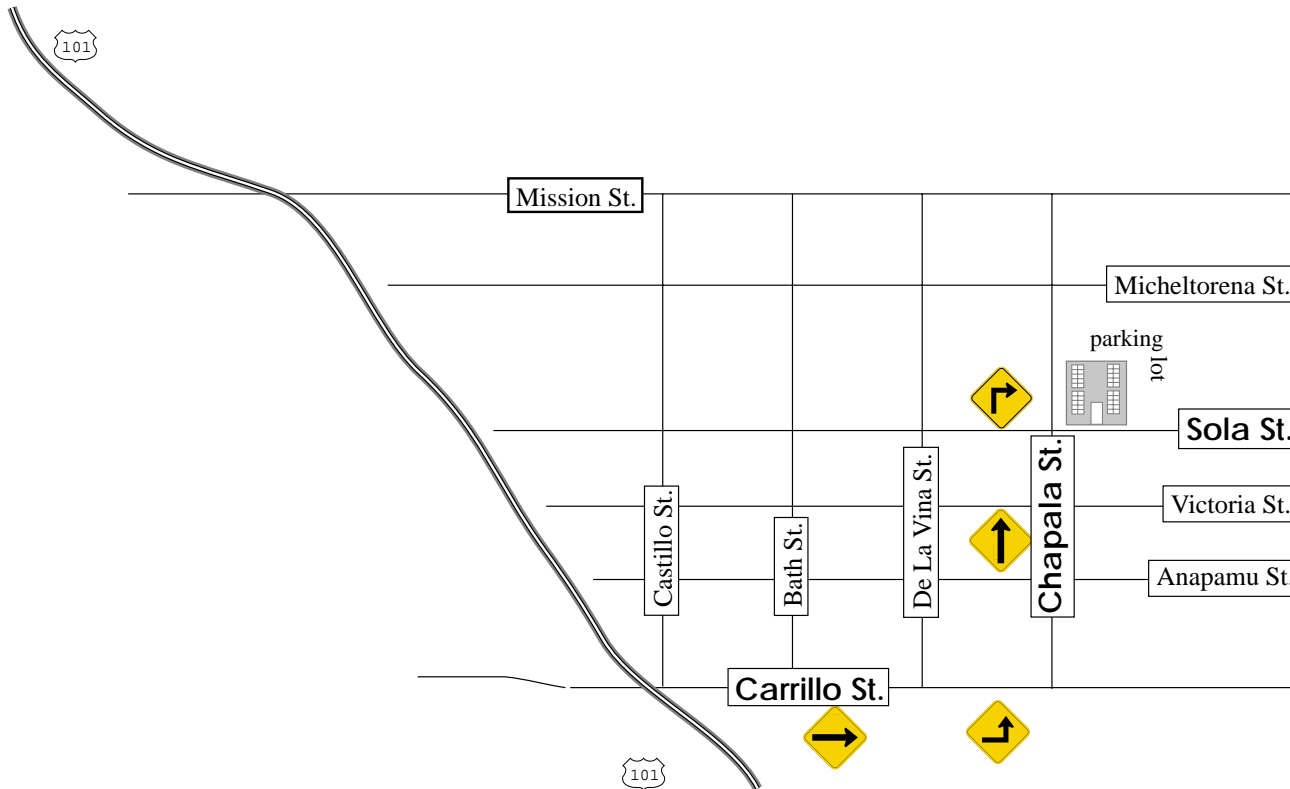 101
Mission St.
Micheltorena St.
parking
lot
Sola St.
Castillo St.
Bath St.
De La Vina St.
Chapala St.
Victoria St.
Anapamu St.
Carrillo St.
101